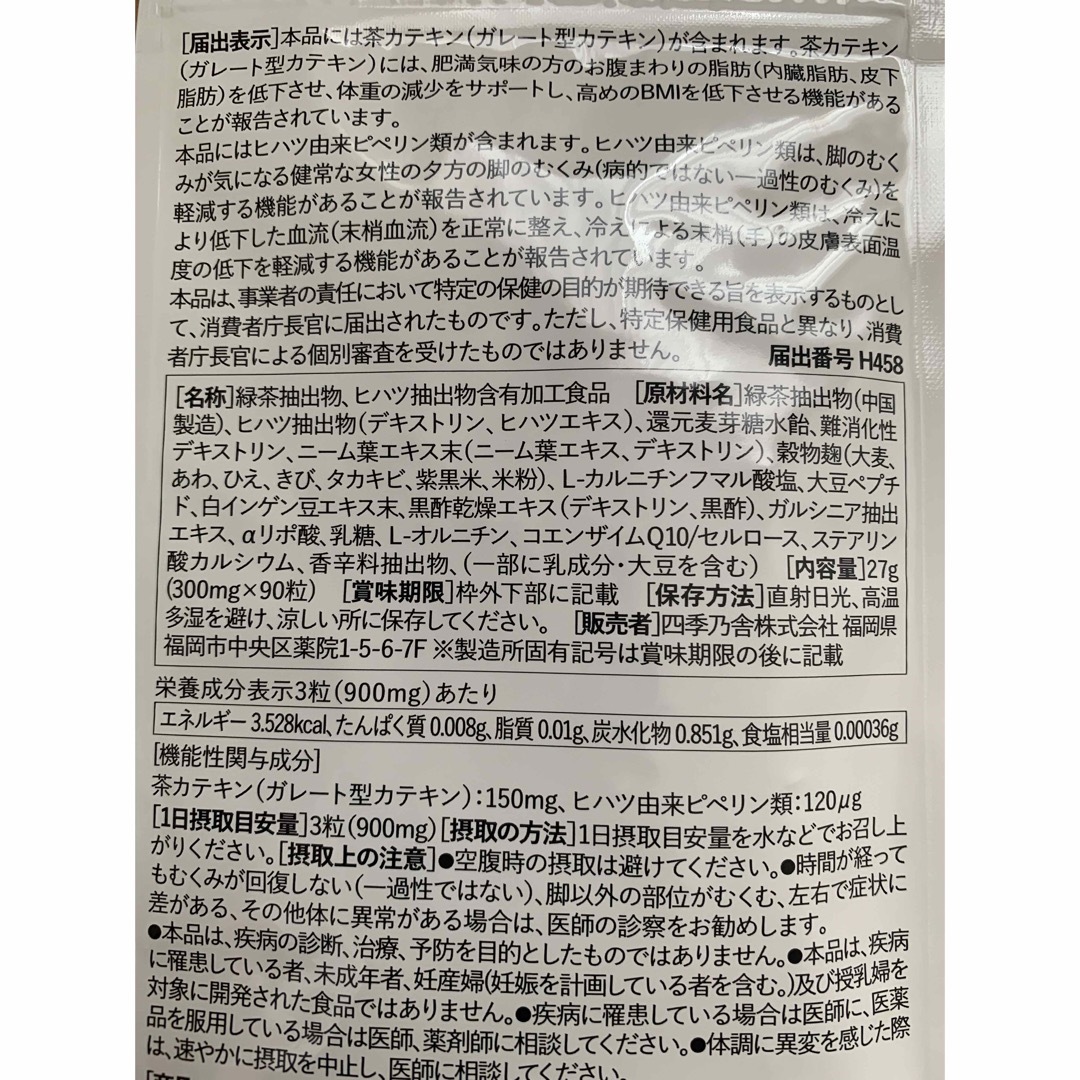 [届出表示]本品には茶カテキン(ガレート型カテキン)が含まれます。茶カテキン
(ガレート型カテキン)には、肥満気味の方のお腹まわりの脂肪(内臓脂肪、皮下
脂肪)を低下させ、体重の減少をサポートし、高めのBMIを低下させる機能がある
ことが報告されています。
本品にはヒハツ由来ピペリン類が含まれます。ヒハツ由来ピペリン類は、脚のむく
みが気になる健常な女性の夕方の脚のむくみ(病的ではない一過性のむくみ)を
軽減する機能があることが報告されています。ヒハツ由来ピペリン類は、冷えに
より低下した血流(末梢血流)を正常に整え、冷えによる末梢(手)の皮膚表面温
度の低下を軽減する機能があることが報告されています。
本品は、事業者の責任において特定の保健の目的が期待できる旨を表示するものとし
て、消費者庁長官に届出されたものです。ただし、特定保健用食品と異なり、消費
者庁長官による個別審査を受けたものではありません。 届出番号 H458
[名称]緑茶抽出物、ヒハツ抽出物含有加工食品 [原材料名]緑茶抽出物(中国
製造)、ヒハツ抽出物(デキストリン、ヒハツエキス)、還元麦芽糖水飴、難消化性
デキストリン、ニーム葉エキス末(ニーム葉エキス、デキストリン)、穀物麹(大麦、
あわ、ひえ、きび、タカキビ、紫黒米、米粉)、L-カルニチンフマル酸塩、大豆ペプチ
ド、白インゲン豆エキス末、黒酢乾燥エキス(デキストリン、黒酢)、ガルシニア抽出
エキス、αリポ酸、乳糖、L-オルニチン、コエンザイムQ10/セルロース、ステアリン
酸カルシウム、香辛料抽出物、(一部に乳成分・大豆を含む) [内容量]27g
(300mg×90粒) [賞味期限]枠外下部に記載 [保存方法]直射日光、高温
多湿を避け、涼しい所に保存してください。 [販売者]四季乃舎株式会社 福岡県
福岡市中央区薬院1-5-6-7F ※製造所固有記号は賞味期限の後に記載
栄養成分表示3粒(900mg)あたり
エネルギー 3.528kcal、たんぱく質 0.008g、脂質 0.01g、炭水化物 0.851g、食塩相当量 0.00036g
[機能性関与成分]
茶カテキン(ガレート型カテキン):150mg、ヒハツ由来ピペリン類:120μg
[1日摂取目安量]3粒(900mg)[摂取の方法]1日摂取目安量を水などでお召し上
がりください。[摂取上の注意]●空腹時の摂取は避けてください。●時間が経って
もむくみが回復しない(一過性ではない)、脚以外の部位がむくむ、左右で症状に
差がある、その他体に異常がある場合は、医師の診察をお勧めします。
●本品は、疾病の診断、治療、予防を目的としたものではありません。●本品は、疾病
に罹患している者、未成年者、妊産婦(妊娠を計画している者を含む。)及び授乳婦を
対象に開発された食品ではありません。●疾病に罹患している場合は医師に、医薬
品を服用している場合は医師、薬剤師に相談してください。●体調に異変を感じた際
は、速やかに摂取を中止し、医師に相談してください。